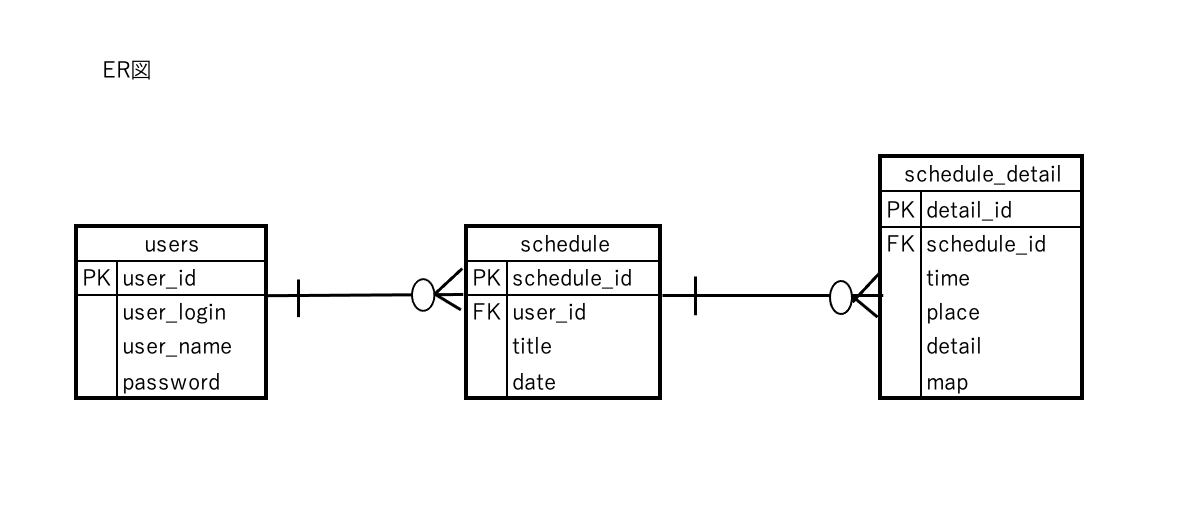 ER図
users
PK user_id
user_login
user_name
password
schedule
PK schedule_id
FK user_id
title
date
schedule_detail
PK detail_id
FK schedule_id
time
place
detail
map